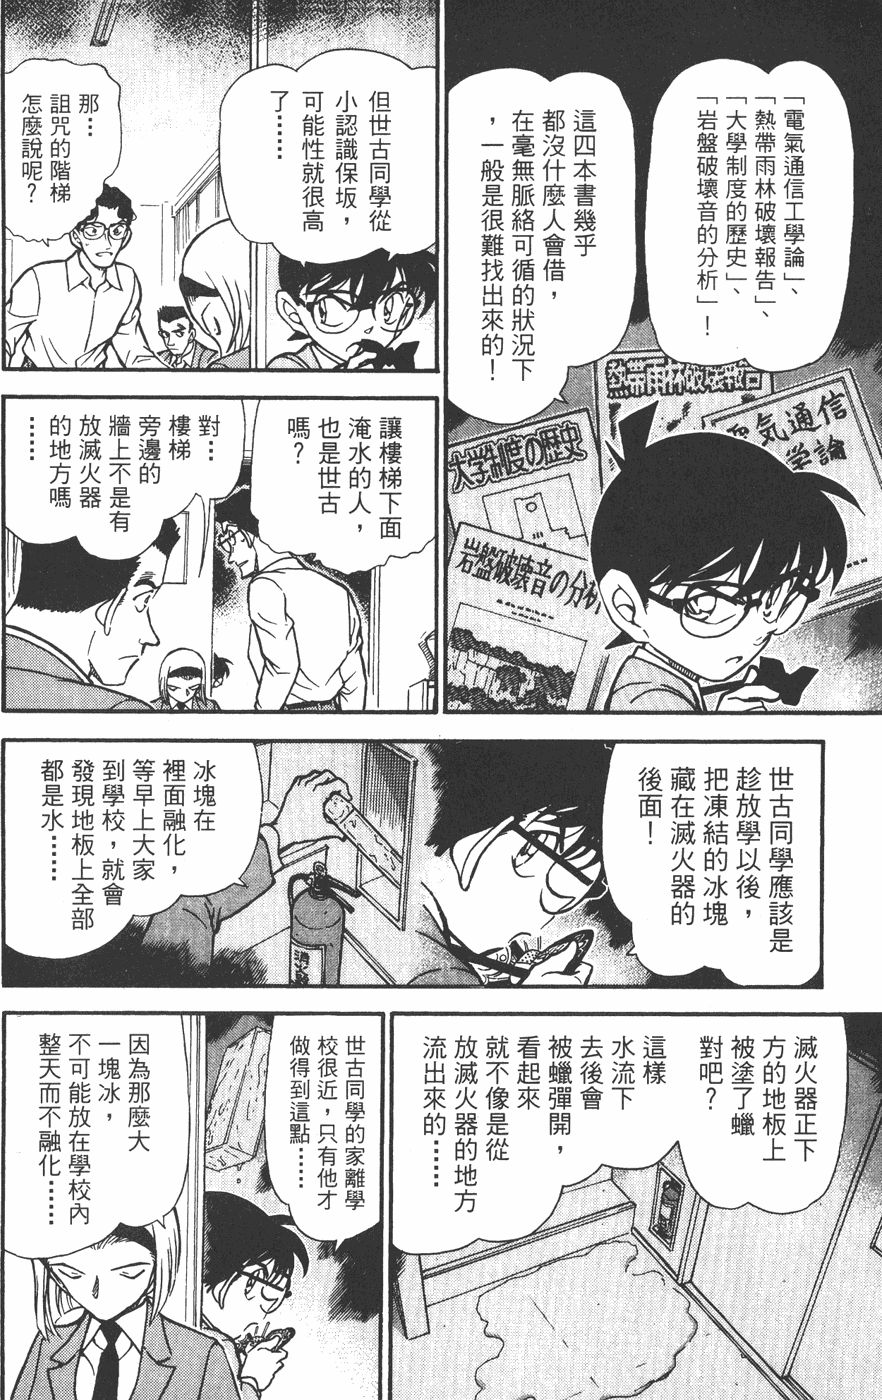 「電氣通信工學論」、
「熱帶雨林破壞報告」、
「大學制度的歷史」、
「岩盤破壞音的分析」！
這四本書幾乎
都沒什麼人會借，
在毫無脈絡可循的狀況下
，一般是很難找出來的！
熱帯雨林破壊報告
電気通信
学論
大学制度の歴史
岩盤破壊音の分析
但世古同學從
小認識保坂，
可能性就很高
了……
那…
詛咒的階梯
怎麼說呢？
讓樓梯下面
淹水的人，
也是世古
嗎？
對…
樓梯
旁邊的
牆上不是有
放滅火器
的地方嗎
……
世古同學應該是
趁放學以後，
把凍結的冰塊
藏在滅火器的
後面！
冰塊在
裡面融化，
等早上大家
到學校，就會
發現地板上全部
都是水……
消火器
滅火器正下
方的地板上
被塗了蠟
對吧？
這樣
水流下
去後會
被蠟彈開，
看起來
就不像是從
放滅火器的地方
流出來的……
世古同學的家離學
校很近，只有他才
做得到這點……
因為那麼大
一塊冰，
不可能放在學校內
整天而不融化……